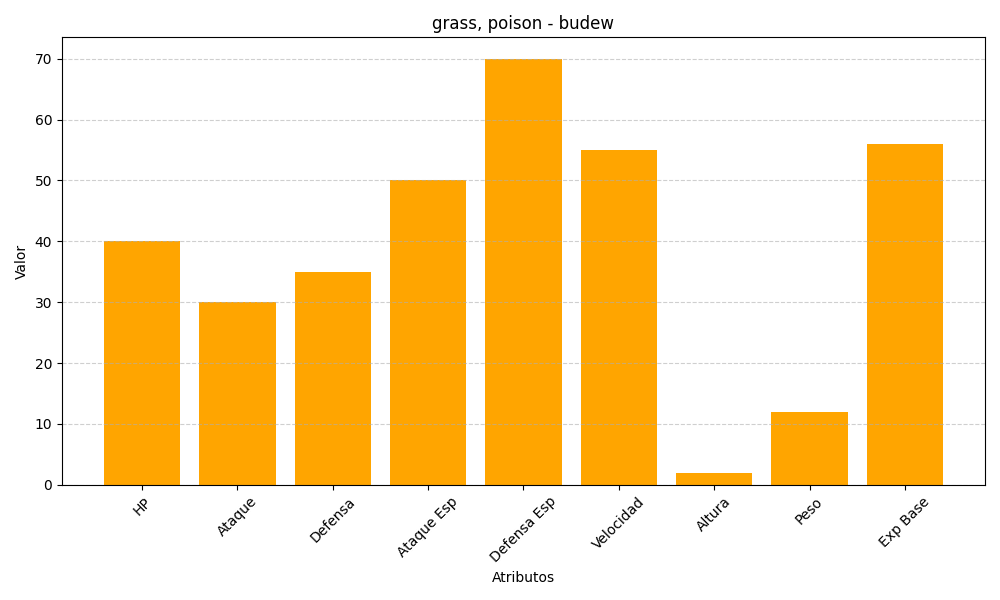 grass, poison - budew
Valor
70
60
50
40
30
20
10
0
HP
Ataque
Defensa
Ataque Esp
Defensa Esp
Velocidad
Altura
Peso
Exp Base
Atributos